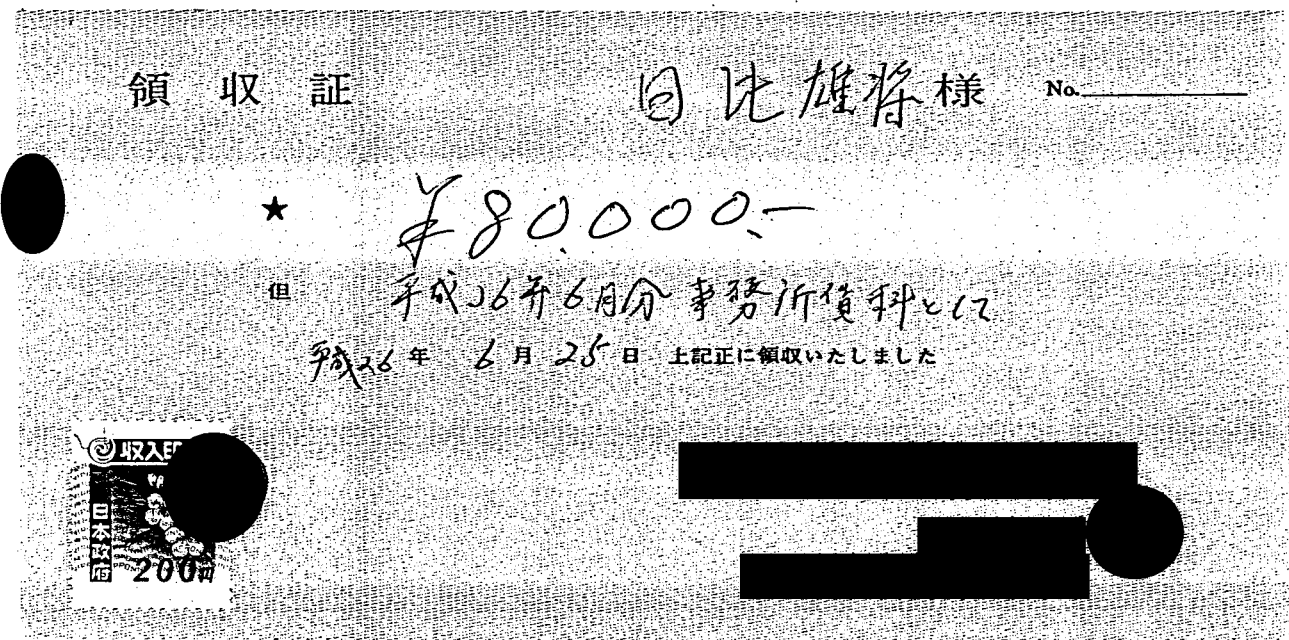 領収証 日比雄将様 No.
★ ¥80,000.-
但 平成26年6月分 事務所賃料として
平成26年 6月 25日 上記正に領収いたしました
収入印
日本政府
200円